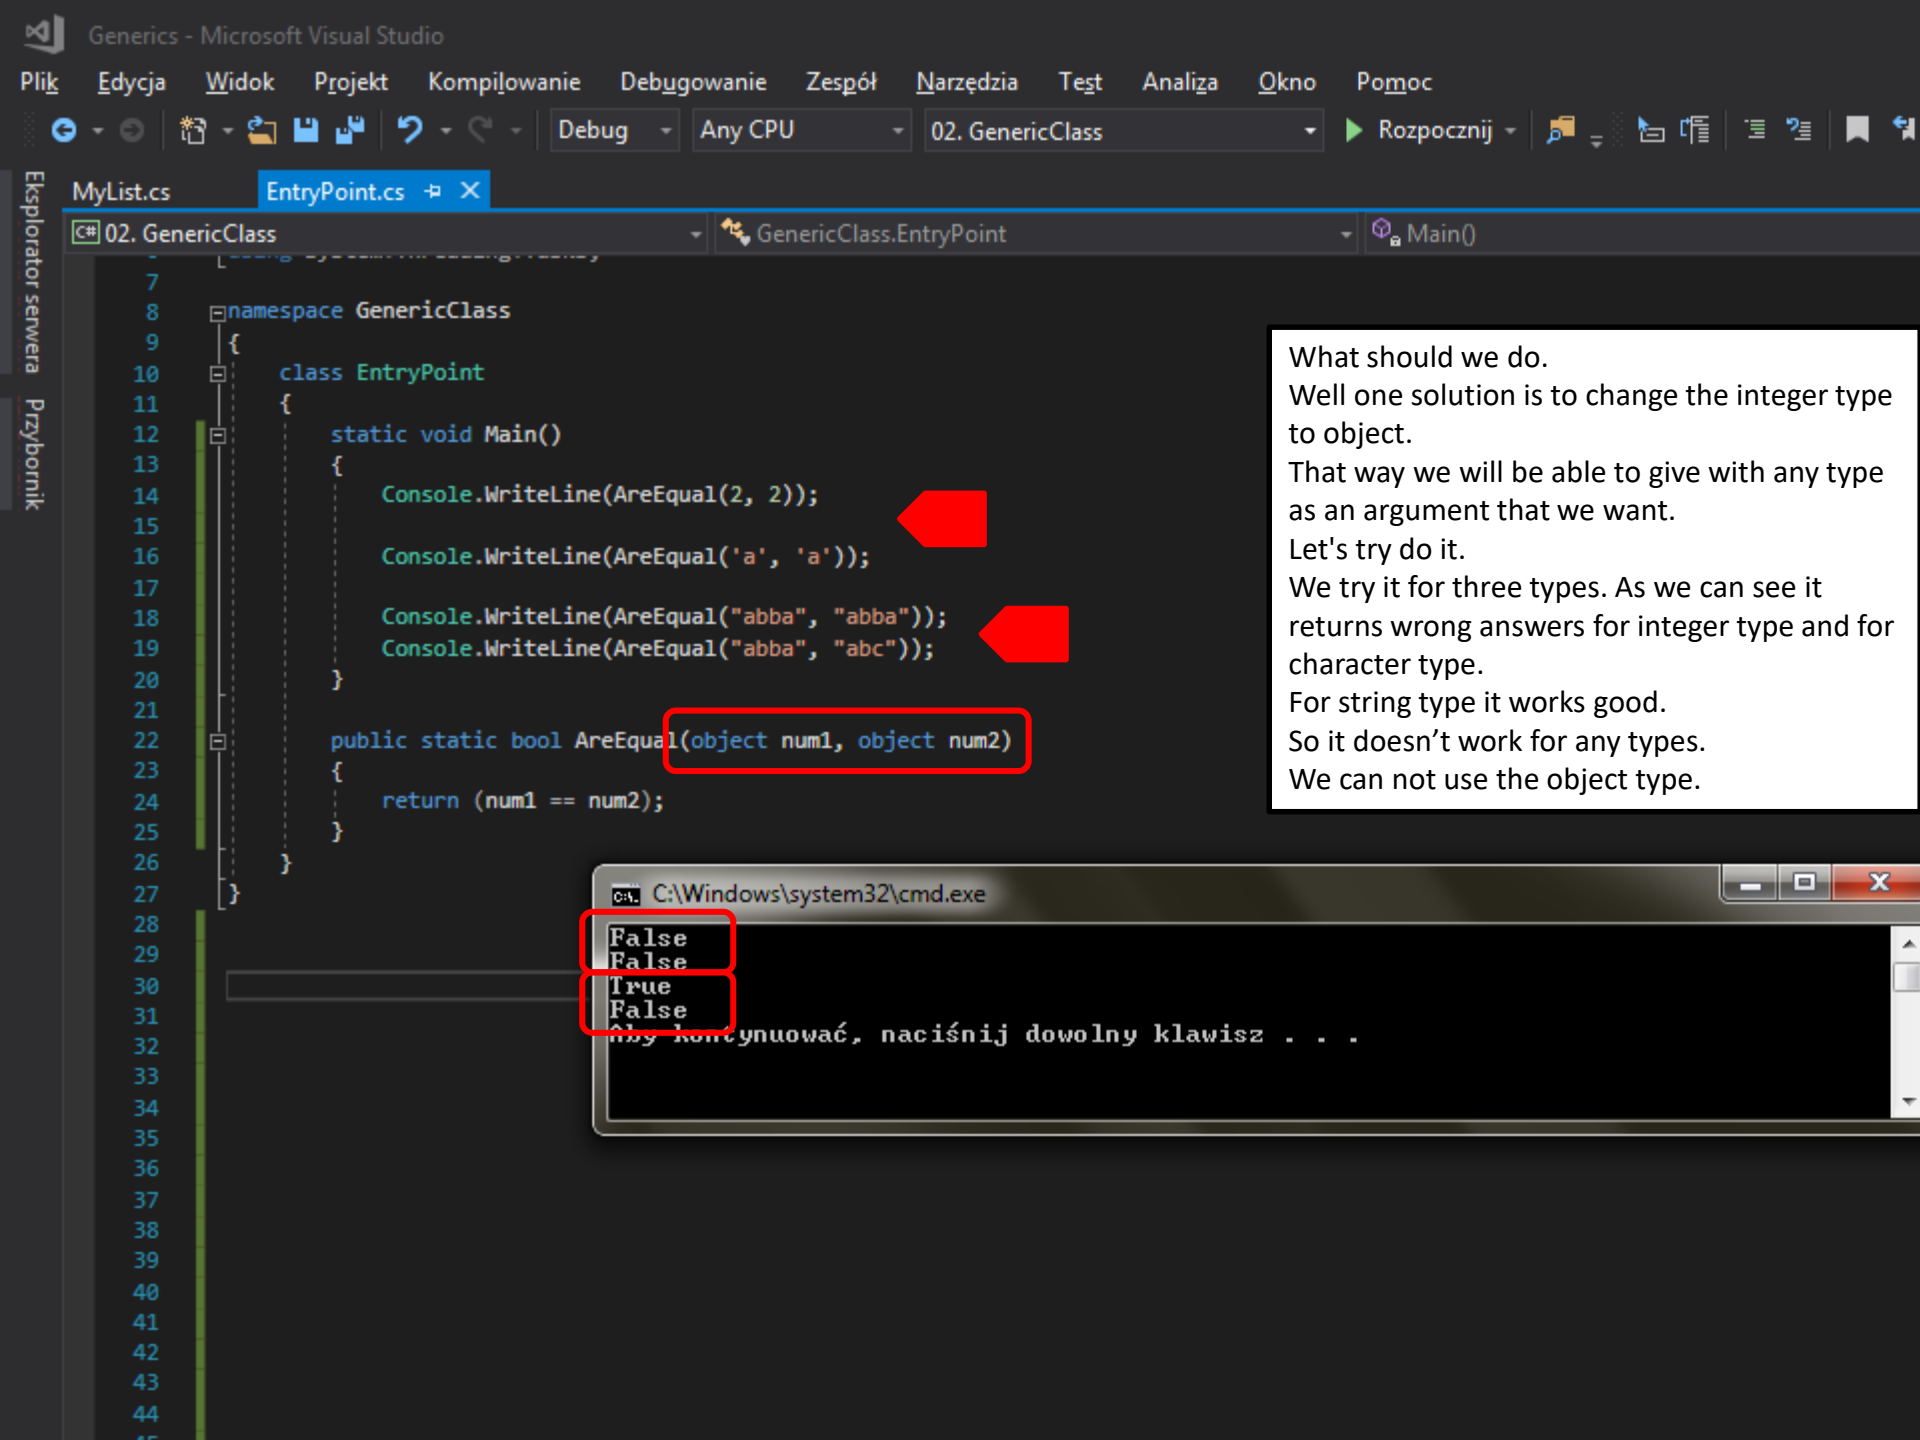 Generics - Microsoft Visual Studio
Plik Edycja Widok Projekt Kompilowanie Debugowanie Zespół Narzędzia Test Analiza Okno Pomoc
Debug Any CPU 02. GenericClass Rozpocznij
Eksplorator serwera
Przybornik
MyList.cs EntryPoint.cs
C# 02. GenericClass GenericClass.EntryPoint Main()
7
8 namespace GenericClass
9 {
10 class EntryPoint
11 {
12 static void Main()
13 {
14 Console.WriteLine(AreEqual(2, 2));
15
16 Console.WriteLine(AreEqual('a', 'a'));
17
18 Console.WriteLine(AreEqual("abba", "abba"));
19 Console.WriteLine(AreEqual("abba", "abc"));
20 }
21
22 public static bool AreEqual(object num1, object num2)
23 {
24 return (num1 == num2);
25 }
26 }
27 }
28
29
30
31
32
33
34
35
36
37
38
39
40
41
42
43
44
What should we do.
Well one solution is to change the integer type
to object.
That way we will be able to give with any type
as an argument that we want.
Let's try do it.
We try it for three types. As we can see it
returns wrong answers for integer type and for
character type.
For string type it works good.
So it doesn’t work for any types.
We can not use the object type.
C:\Windows\system32\cmd.exe
False
False
True
False
Aby kontynuować, naciśnij dowolny klawisz . . .